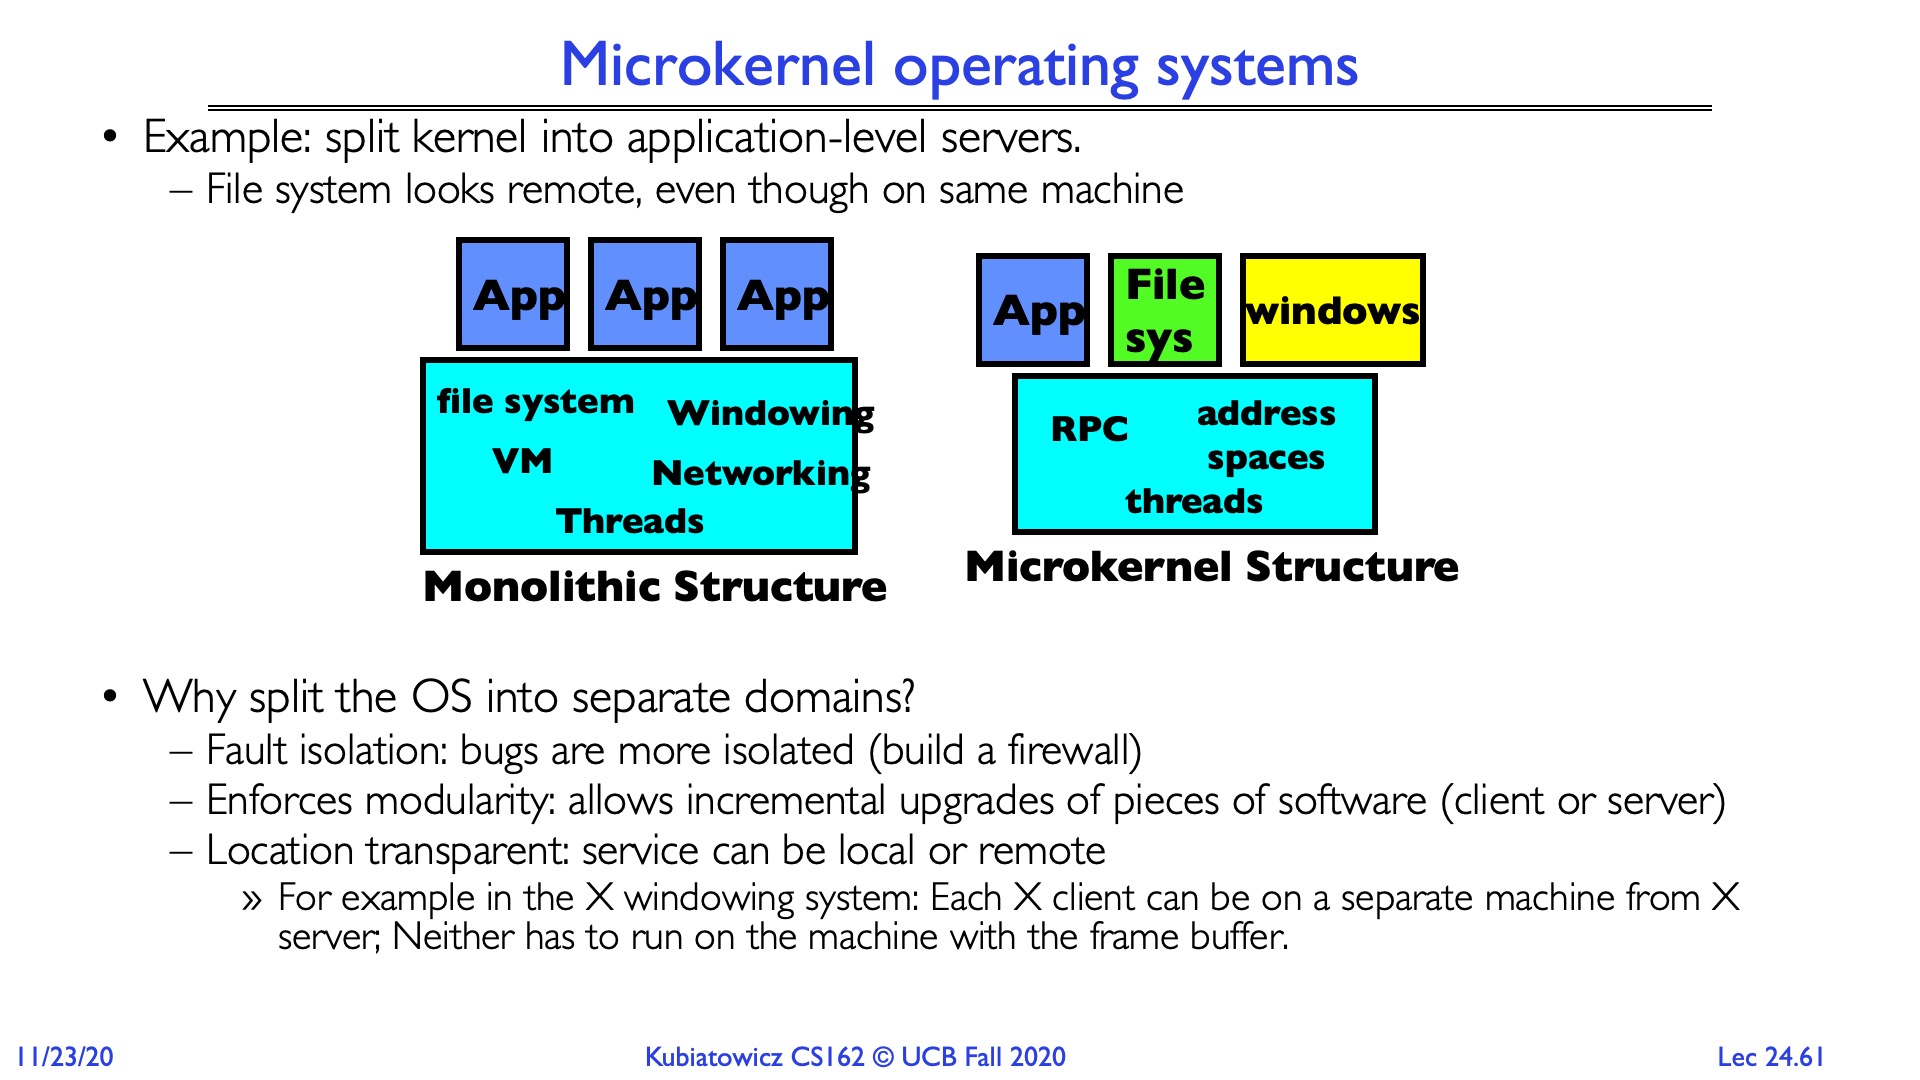 Microkernel operating systems
• Example: split kernel into application-level servers.
– File system looks remote, even though on same machine
App App App
file system Windowing
VM Networking
Threads
Monolithic Structure
App File sys windows
RPC address spaces
threads
Microkernel Structure
• Why split the OS into separate domains?
– Fault isolation: bugs are more isolated (build a firewall)
– Enforces modularity: allows incremental upgrades of pieces of software (client or server)
– Location transparent: service can be local or remote
» For example in the X windowing system: Each X client can be on a separate machine from X
server; Neither has to run on the machine with the frame buffer.
11/23/20 Kubiatowicz CS162 © UCB Fall 2020 Lec 24.61